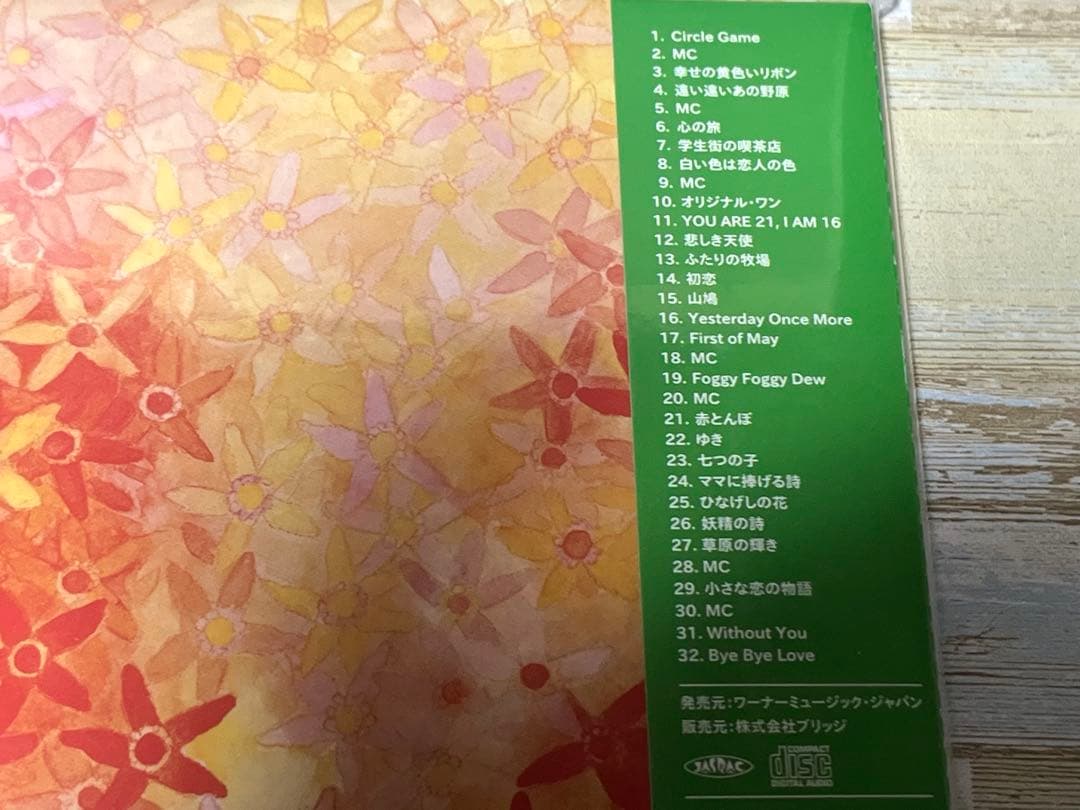 1. Circle Game
2. MC
3. 幸せの黄色いリボン
4. 遠い遠いあの野原
5. MC
6. 心の旅
7. 学生街の喫茶店
8. 白い色は恋人の色
9. MC
10. オリジナル・ワン
11. YOU ARE 21, I AM 16
12. 悲しき天使
13. ふたりの牧場
14. 初恋
15. 山鳩
16. Yesterday Once More
17. First of May
18. MC
19. Foggy Foggy Dew
20. MC
21. 赤とんぼ
22. ゆき
23. 七つの子
24. ママに捧げる詩
25. ひなげしの花
26. 妖精の詩
27. 草原の輝き
28. MC
29. 小さな恋の物語
30. MC
31. Without You
32. Bye Bye Love
発売元:ワーナーミュージック・ジャパン
販売元:株式会社ブリッジ
JASRAC
COMPACT
disc
DIGITAL AUDIO